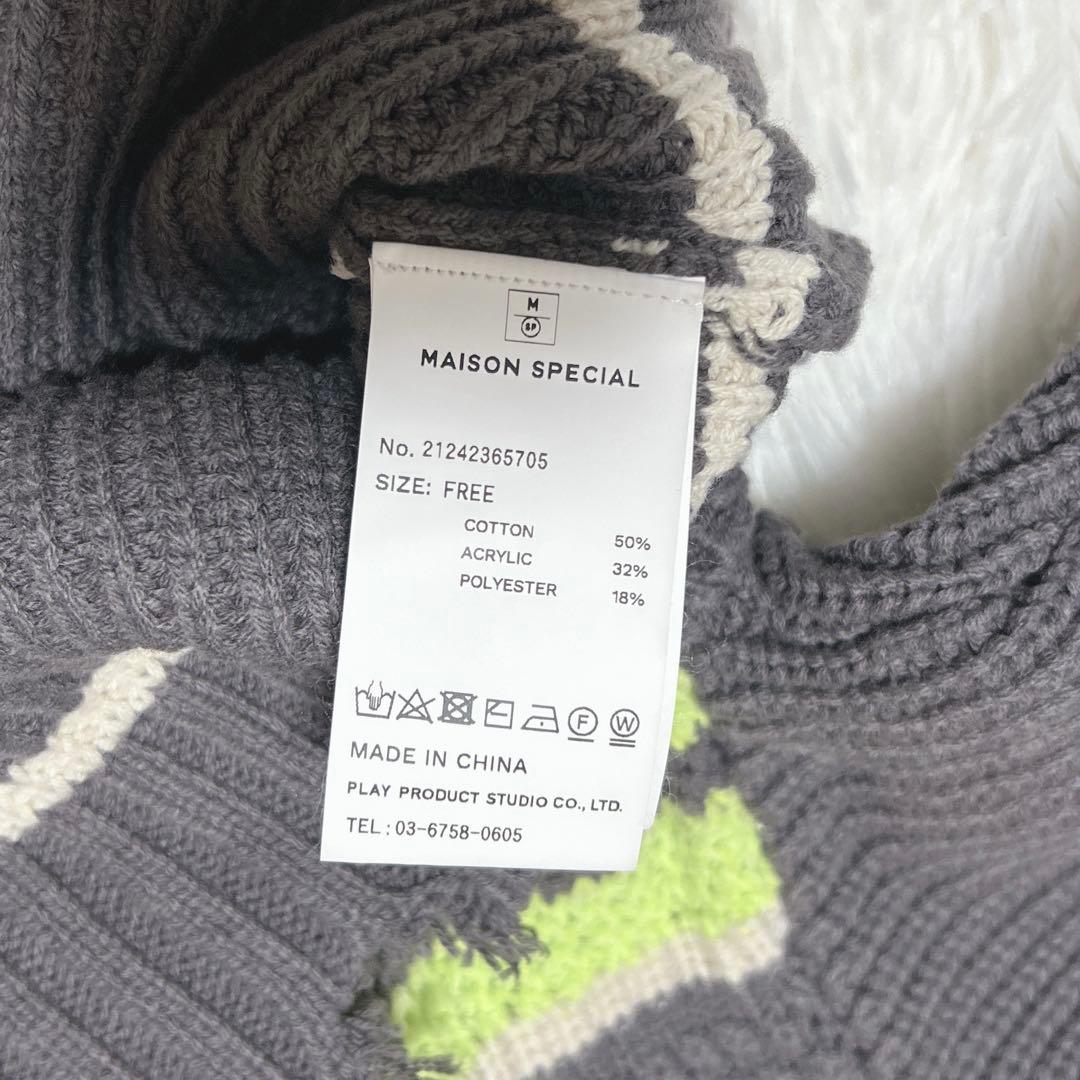 M
SP
MAISON SPECIAL
No. 21242365705
SIZE: FREE
COTTON 50%
ACRYLIC 32%
POLYESTER 18%
F W
MADE IN CHINA
PLAY PRODUCT STUDIO CO., LTD.
TEL : 03-6758-0605